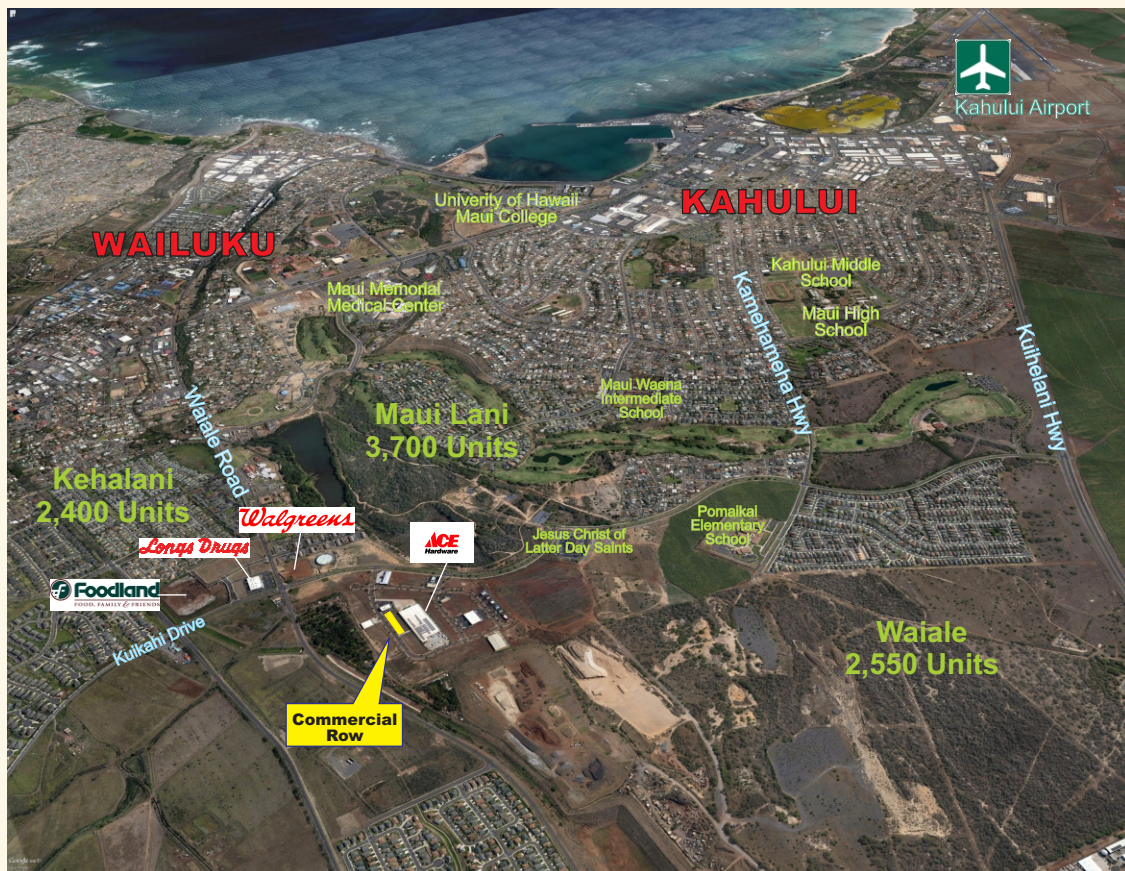 Kahului Airport
Univerity of Hawaii
Maui College
KAHULUI
WAILUKU
Kahului Middle
School
Maui Memorial
Medical Center
Maui High
School
Kamehameha Hwy
Kuihelani Hwy
Maui Waena
Intermediate
School
Waiale Road
Maui Lani
3,700 Units
Kehalani
2,400 Units
Walgreens
Longs Drugs
ACE
Hardware
Jesus Christ of
Latter Day Saints
Pomaikai
Elementary
School
Foodland
FOOD, FAMILY & FRIENDS
Kuikahi Drive
Waiale
2,550 Units
Commercial
Row
Google